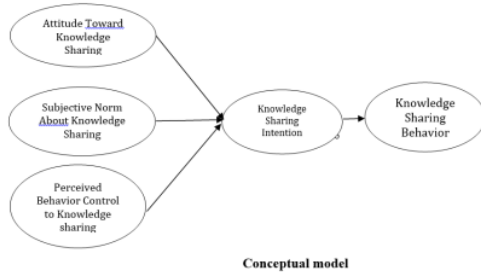 Attitude Toward
Knowledge
Sharing
Subjective Norm
About Knowledge
Sharing
Perceived
Behavior Control
to Knowledge
sharing
Knowledge
Sharing
Intention
Knowledge
Sharing
Behavior
Conceptual model